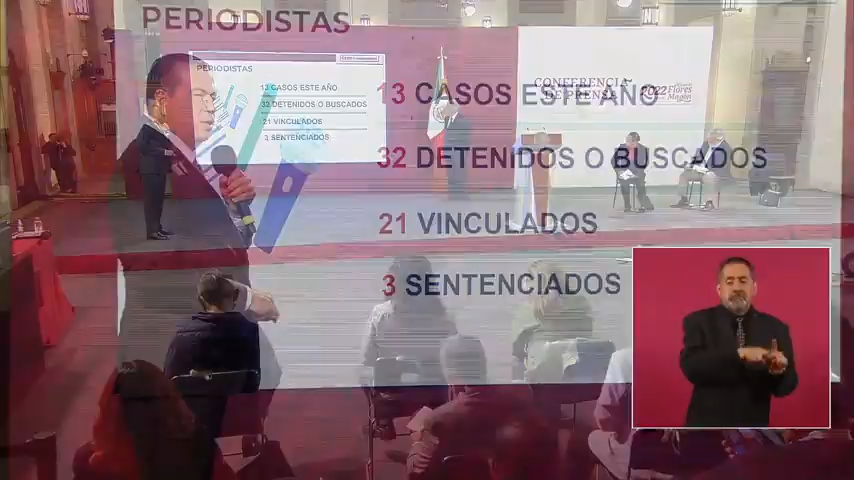 PERIODISTAS
13 CASOS ESTE AÑO
32 DETENIDOS O BUSCADOS
21 VINCULADOS
3 SENTENCIADOS
PERIODISTAS
13 CASOS ESTE AÑO
32 DETENIDOS O BUSCADOS
21 VINCULADOS
3 SENTENCIADOS
CONFERENCIA
DE PRENSA
2022 Flores
Magón